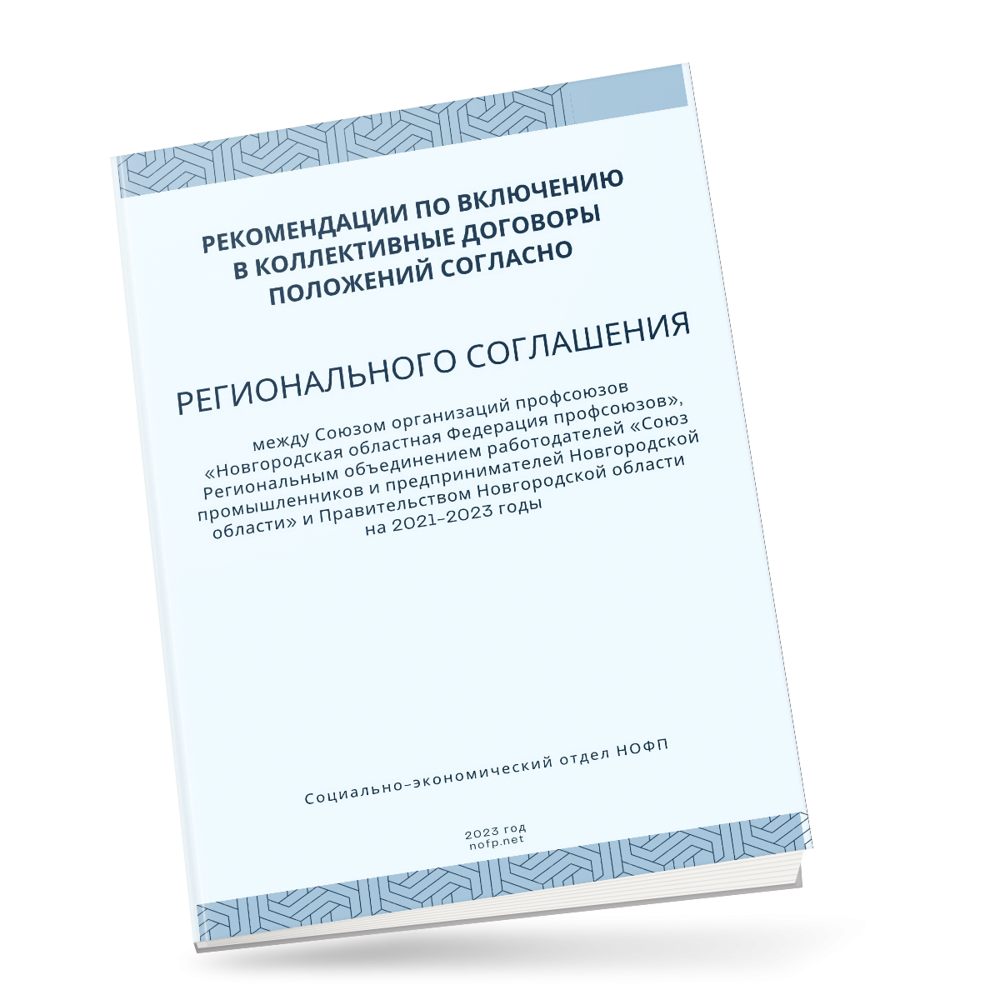 РЕКОМЕНДАЦИИ ПО ВКЛЮЧЕНИЮ
В КОЛЛЕКТИВНЫЕ ДОГОВОРЫ
ПОЛОЖЕНИЙ СОГЛАСНО
РЕГИОНАЛЬНОГО СОГЛАШЕНИЯ
между Союзом организаций профсоюзов
«Новгородская областная Федерация профсоюзов»,
Региональным объединением работодателей «Союз
промышленников и предпринимателей Новгородской
области» и Правительством Новгородской области
на 2021–2023 годы
Социально–экономический отдел НОФП
2023 год
nofp.net